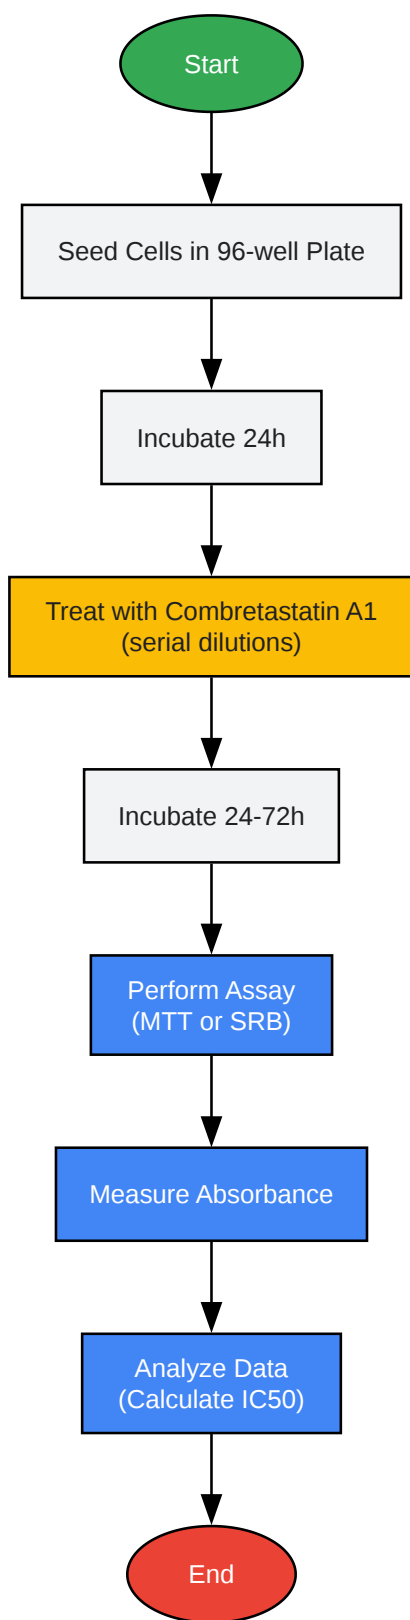 Start
Seed Cells in 96-well Plate
Incubate 24h
Treat with Combretastatin A1
(serial dilutions)
Incubate 24-72h
Perform Assay
(MTT or SRB)
Measure Absorbance
Analyze Data
(Calculate IC50)
End